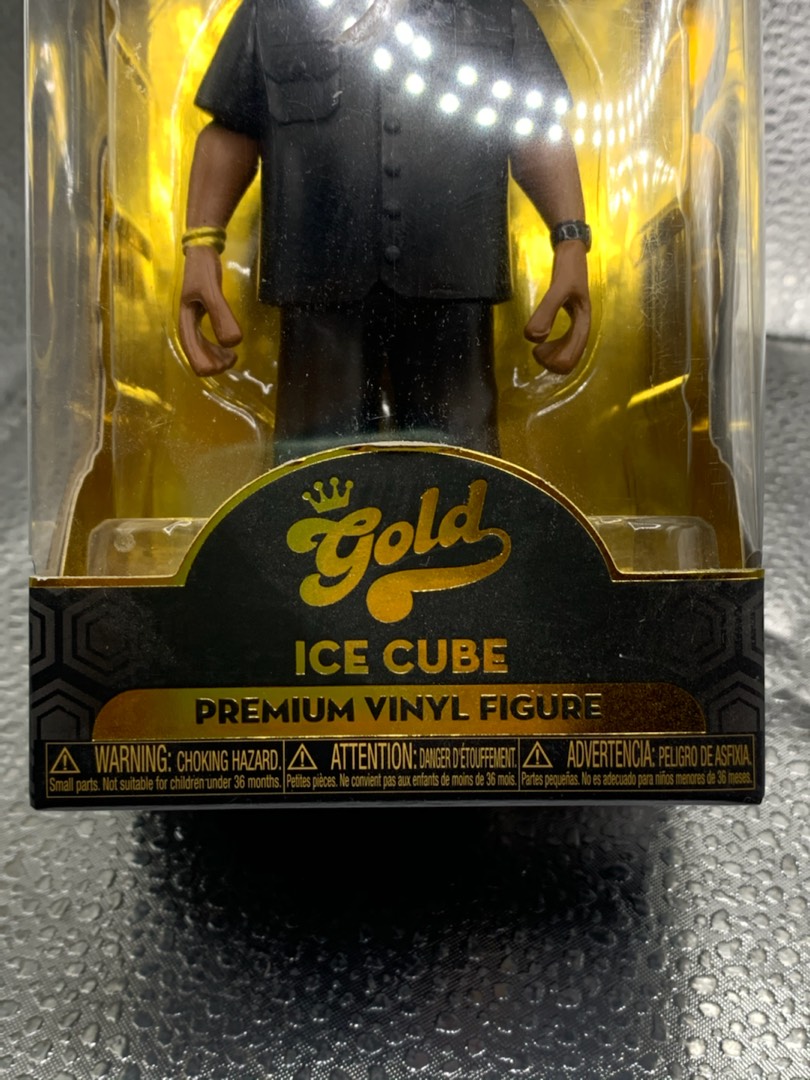 Gold
ICE CUBE
PREMIUM VINYL FIGURE
WARNING: CHOKING HAZARD.
Small parts. Not suitable for children under 36 months.
ATTENTION: DANGER D'ÉTOUFFEMENT.
Petites pièces. Ne convient pas aux enfants de moins de 36 mois.
ADVERTENCIA: PELIGRO DE ASFIXIA.
Partes pequeñas. No es adecuado para niños menores de 36 meses.